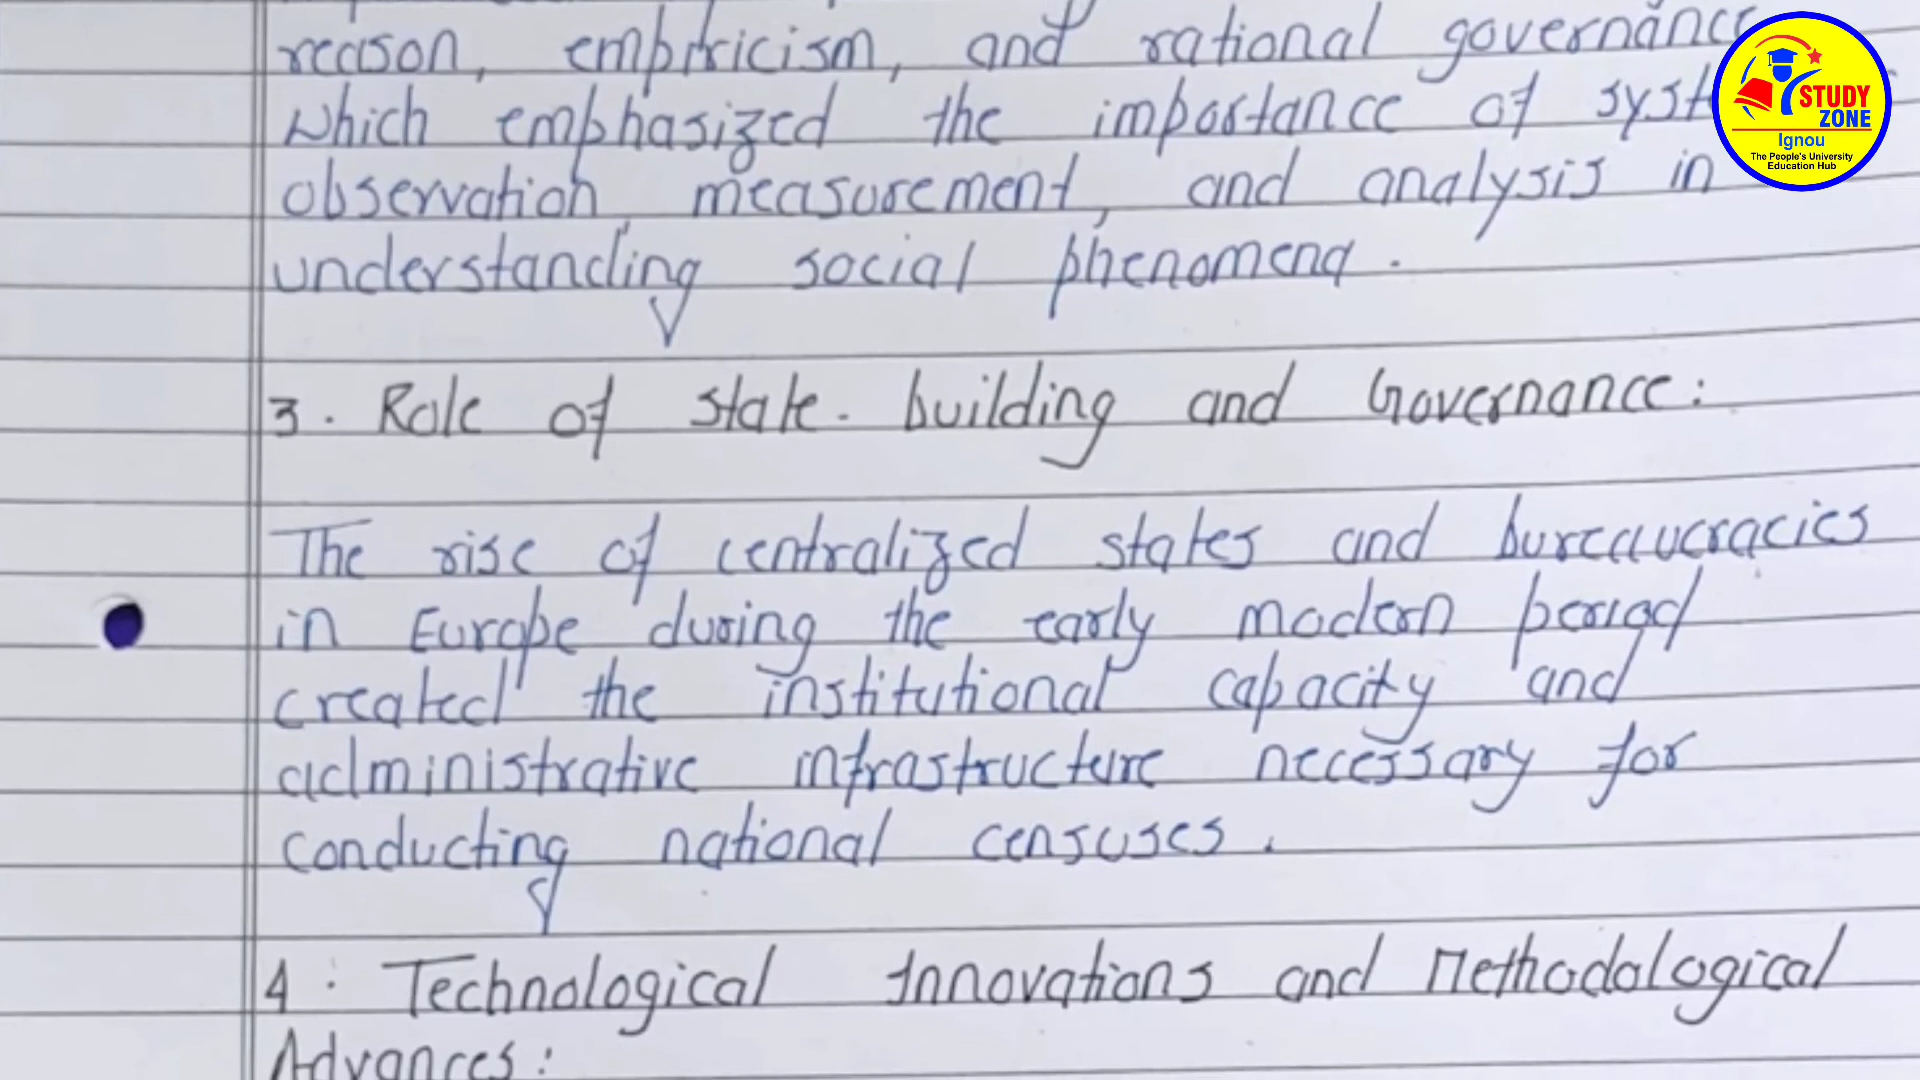 reason, empiricism, and rational governance
which emphasized the importance of syst
observation, measurement, and analysis in
understanding social phenomena.
3. Role of state-building and Governance:
The rise of centralized states and bureaucracies
in Europe during the early modern period
created the institutional capacity and
administrative infrastructure necessary for
conducting national censuses.
4. Technological Innovations and Methodological
Advances:
STUDY
ZONE
Ignou
The People's University
Education Hub